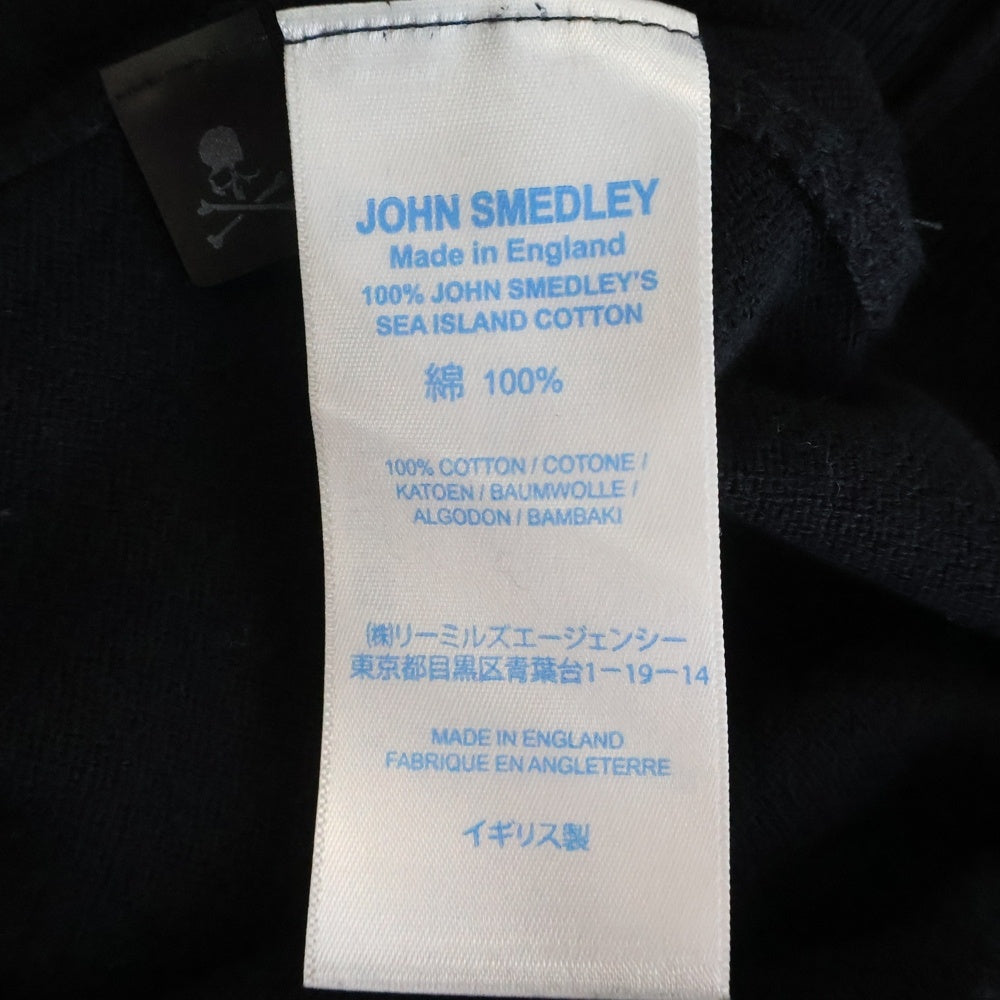 JOHN SMEDLEY
Made in England
100% JOHN SMEDLEY'S
SEA ISLAND COTTON
綿 100%
100% COTTON / COTONE /
KATOEN / BAUMWOLLE /
ALGODON / BAMBAKI
(株)リーミルズエージェンシー
東京都目黒区青葉台1-19-14
MADE IN ENGLAND
FABRIQUE EN ANGLETERRE
イギリス製